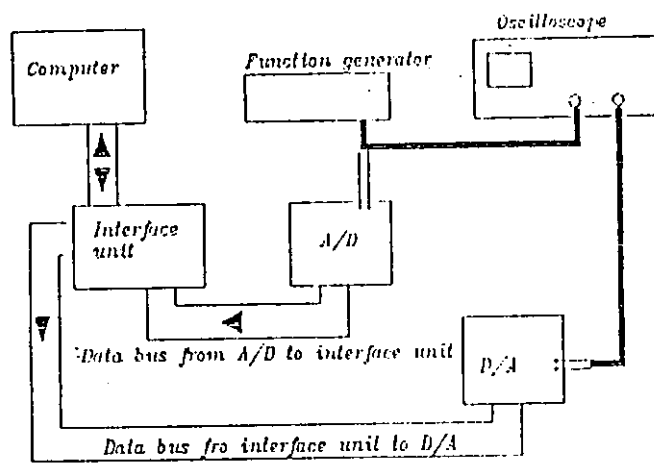 Oscilloscope
Computer
Function generator
Interface
unit
A/D
Data bus from A/D to interface unit
D/A
Data bus fro interface unit to D/A